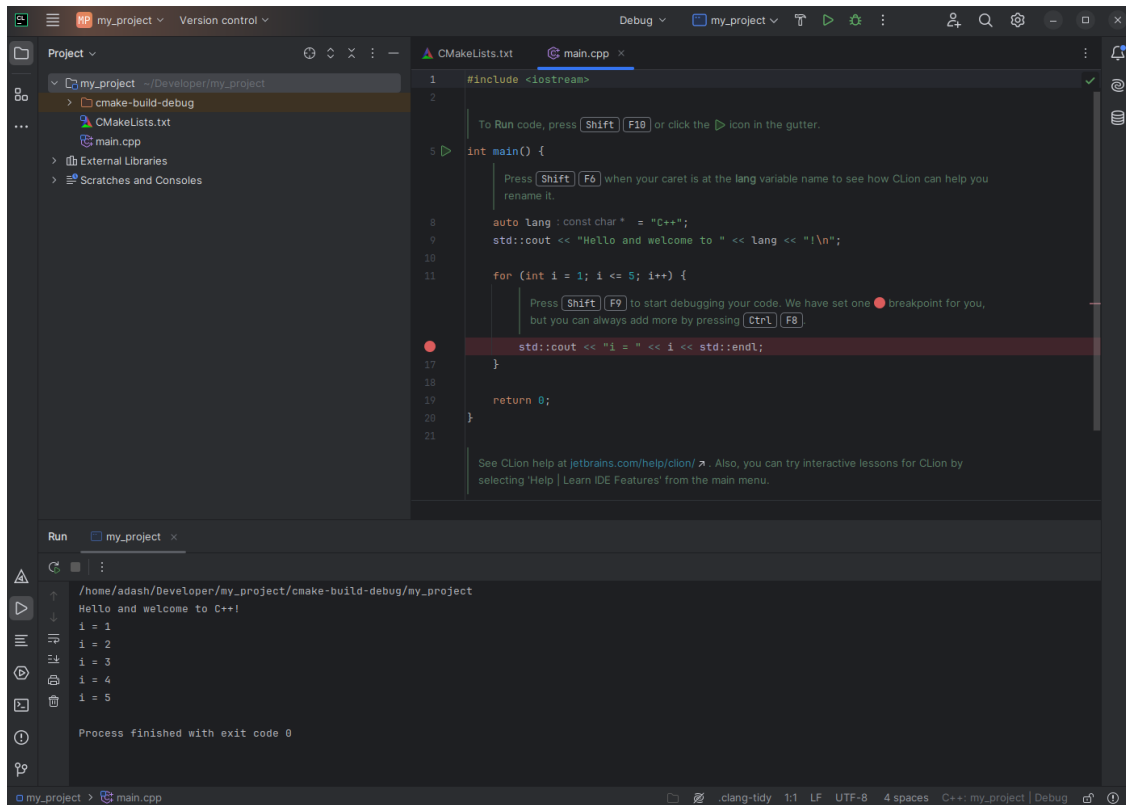 CL MP my_project Version control Debug my_project
Project
CMakeLists.txt main.cpp
my_project ~/Developer/my_project
cmake-build-debug
CMakeLists.txt
main.cpp
External Libraries
Scratches and Consoles
1 #include <iostream>
2
To Run code, press Shift F10 or click the icon in the gutter.
5 int main() {
Press Shift F6 when your caret is at the lang variable name to see how CLion can help you
rename it.
8 auto lang : const char * = "C++";
9 std::cout << "Hello and welcome to " << lang << "!\n";
10
11 for (int i = 1; i <= 5; i++) {
Press Shift F9 to start debugging your code. We have set one breakpoint for you,
but you can always add more by pressing Ctrl F8.
std::cout << "i = " << i << std::endl;
17 }
18
19 return 0;
20 }
21
See CLion help at jetbrains.com/help/clion/ ↗ . Also, you can try interactive lessons for CLion by
selecting 'Help | Learn IDE Features' from the main menu.
Run my_project
/home/adash/Developer/my_project/cmake-build-debug/my_project
Hello and welcome to C++!
i = 1
i = 2
i = 3
i = 4
i = 5
Process finished with exit code 0
my_project > main.cpp .clang-tidy 1:1 LF UTF-8 4 spaces C++: my_project | Debug